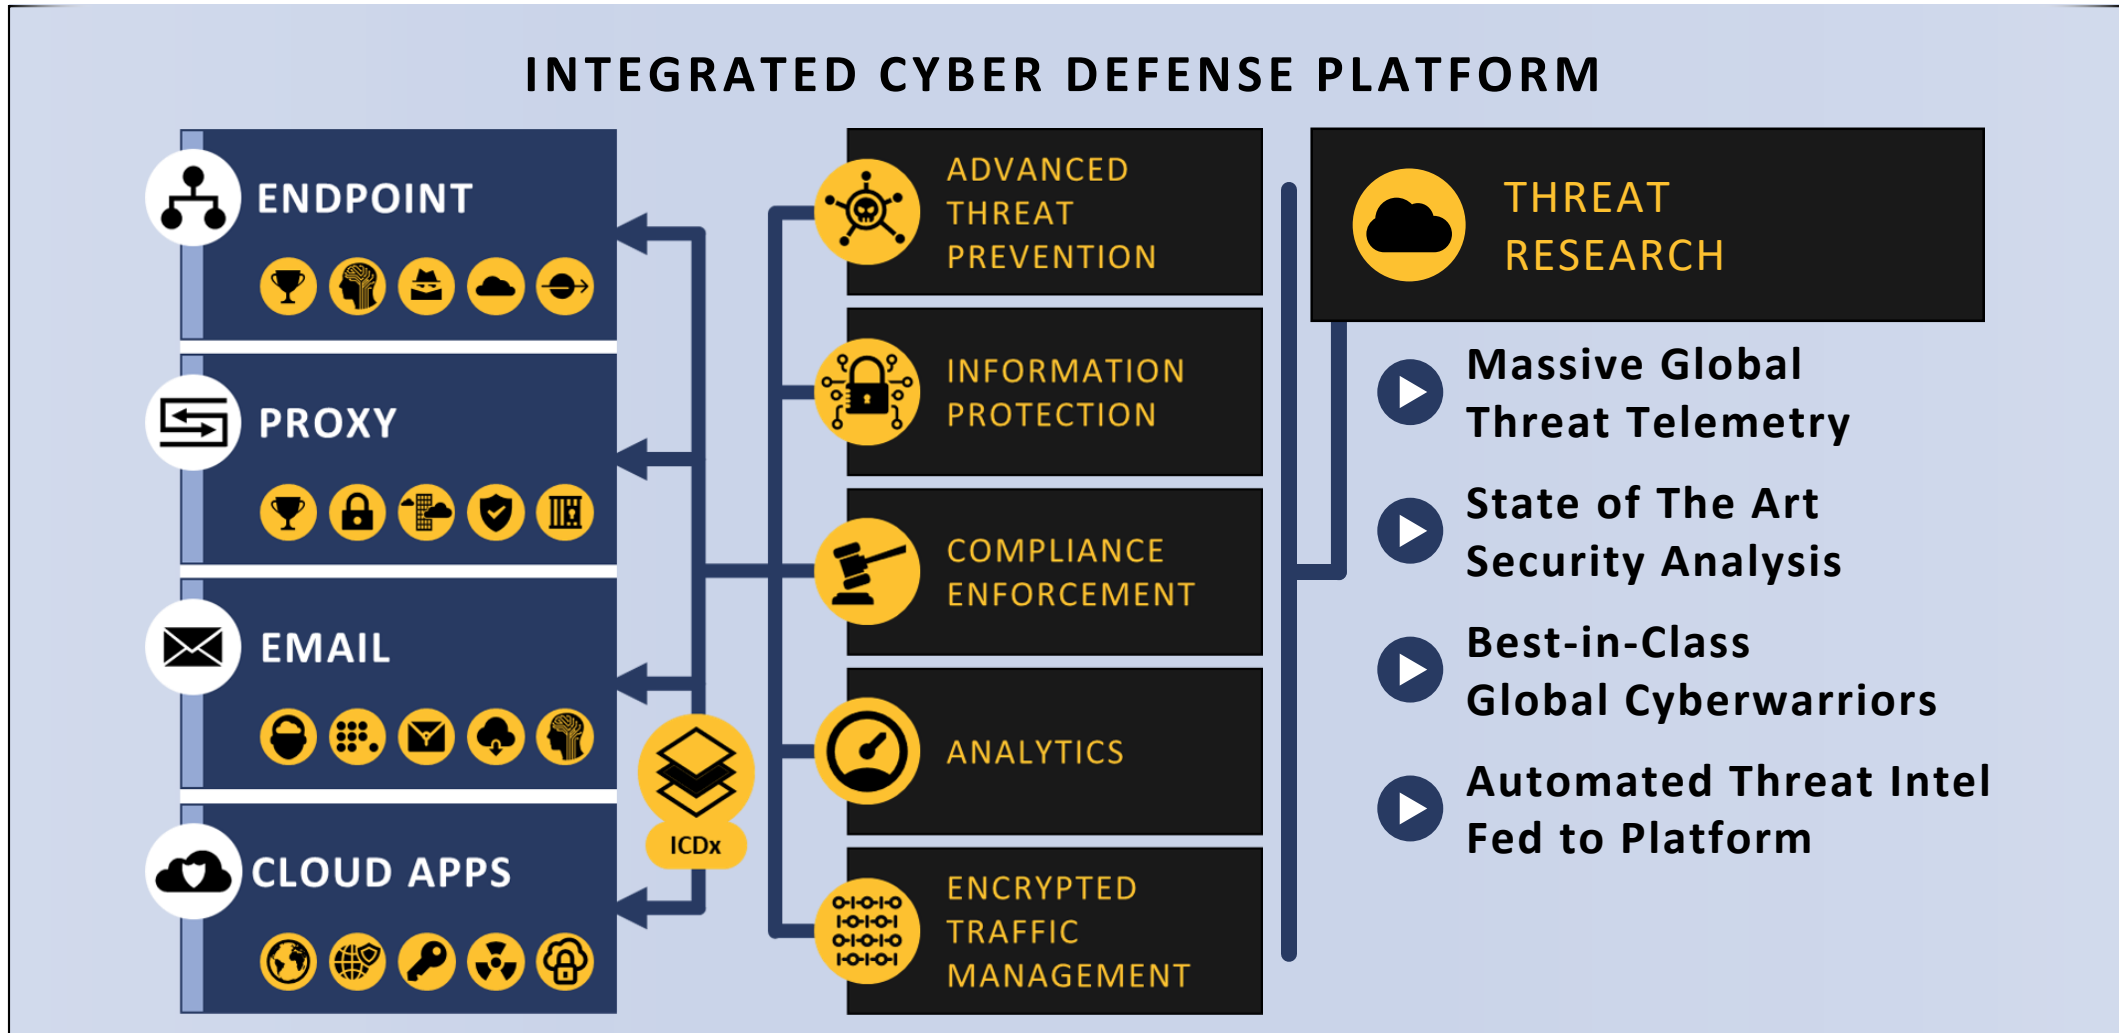 INTEGRATED CYBER DEFENSE PLATFORM
ENDPOINT
PROXY
EMAIL
CLOUD APPS
ICDx
ADVANCED
THREAT
PREVENTION
INFORMATION
PROTECTION
COMPLIANCE
ENFORCEMENT
ANALYTICS
ENCRYPTED
TRAFFIC
MANAGEMENT
THREAT
RESEARCH
Massive Global
Threat Telemetry
State of The Art
Security Analysis
Best-in-Class
Global Cyberwarriors
Automated Threat Intel
Fed to Platform